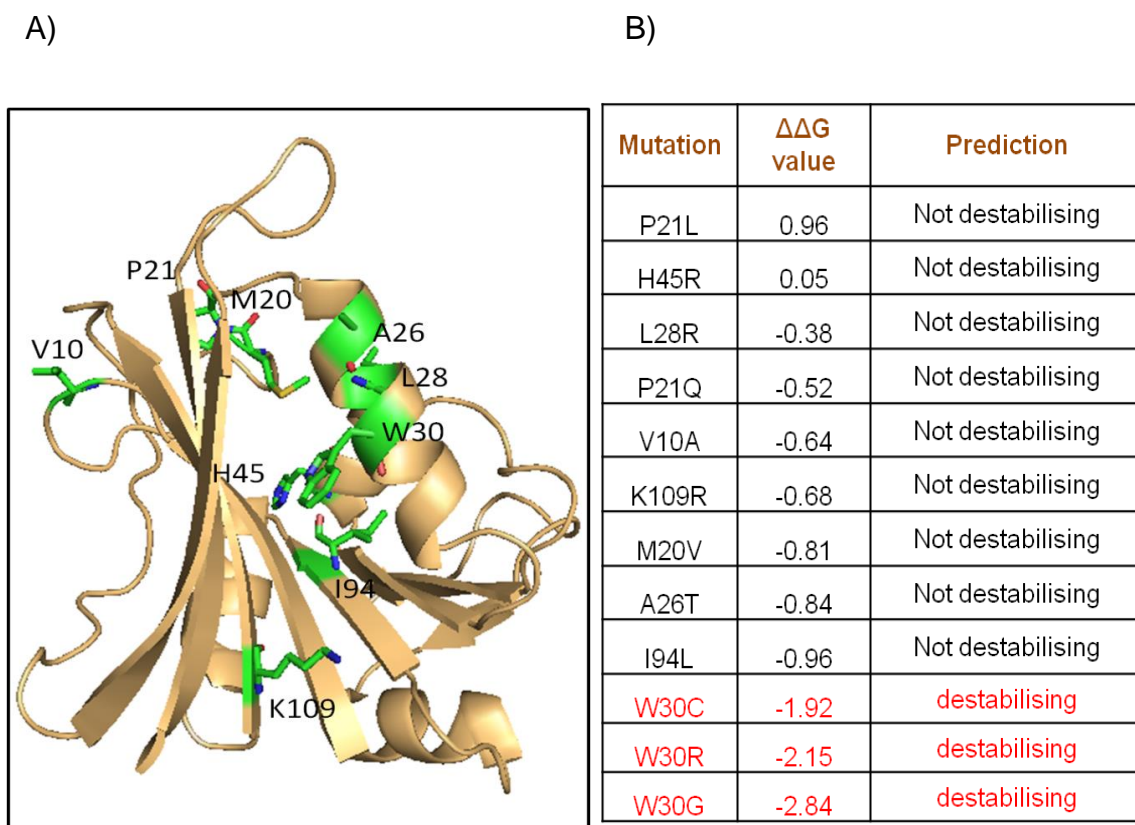 A)
B)
P21
M20
V10
A26
L28
W30
H45
I94
K109
Mutation ΔΔG value Prediction
P21L 0.96 Not destabilising
H45R 0.05 Not destabilising
L28R -0.38 Not destabilising
P21Q -0.52 Not destabilising
V10A -0.64 Not destabilising
K109R -0.68 Not destabilising
M20V -0.81 Not destabilising
A26T -0.84 Not destabilising
I94L -0.96 Not destabilising
W30C -1.92 destabilising
W30R -2.15 destabilising
W30G -2.84 destabilising